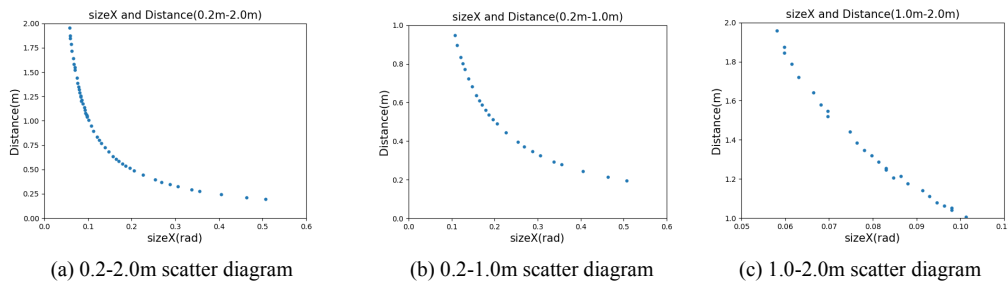 sizeX and Distance(0.2m-2.0m)
2.00
1.75
1.50
1.25
1.00
0.75
0.50
0.25
0.00
Distance(m)
0.0 0.1 0.2 0.3 0.4 0.5 0.6
sizeX(rad)
(a) 0.2-2.0m scatter diagram
sizeX and Distance(0.2m-1.0m)
1.0
0.8
0.6
0.4
0.2
0.0
Distance(m)
0.0 0.1 0.2 0.3 0.4 0.5 0.6
sizeX(rad)
(b) 0.2-1.0m scatter diagram
sizeX and Distance(1.0m-2.0m)
2.0
1.8
1.6
1.4
1.2
1.0
Distance(m)
0.05 0.06 0.07 0.08 0.09 0.10 0.11
sizeX(rad)
(c) 1.0-2.0m scatter diagram